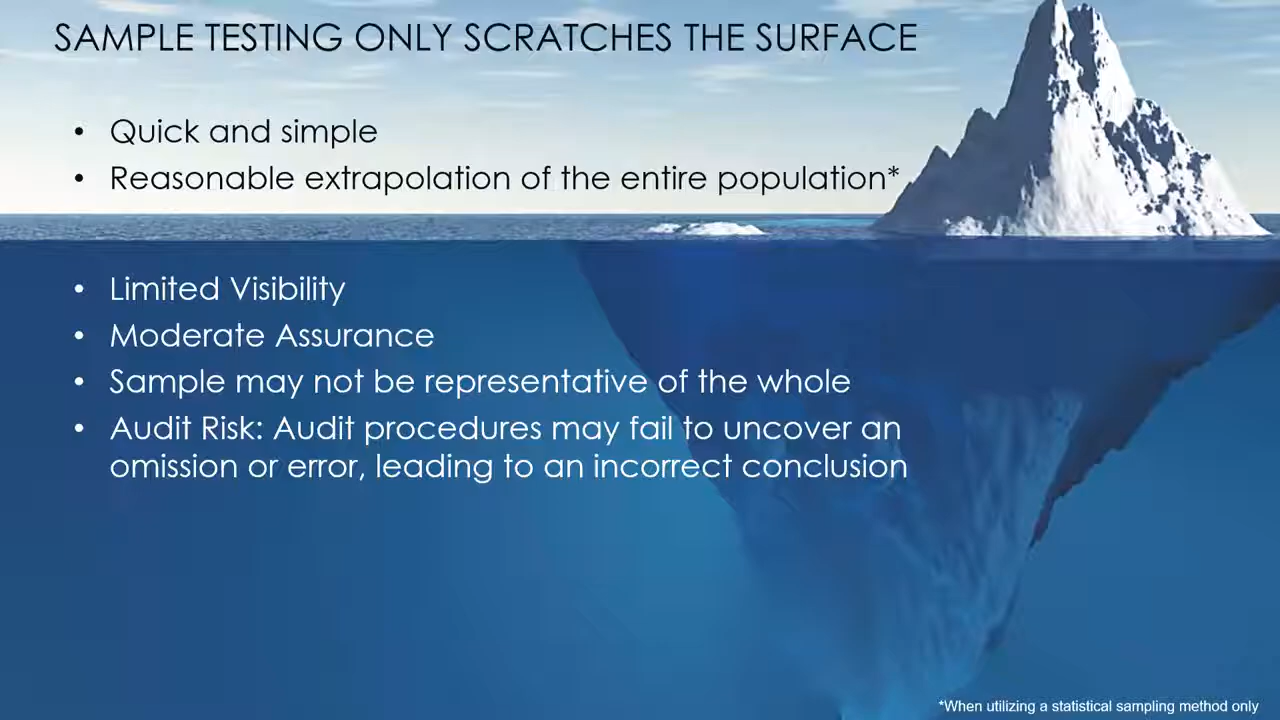 SAMPLE TESTING ONLY SCRATCHES THE SURFACE
• Quick and simple
• Reasonable extrapolation of the entire population*
• Limited Visibility
• Moderate Assurance
• Sample may not be representative of the whole
• Audit Risk: Audit procedures may fail to uncover an
omission or error, leading to an incorrect conclusion
*When utilizing a statistical sampling method only